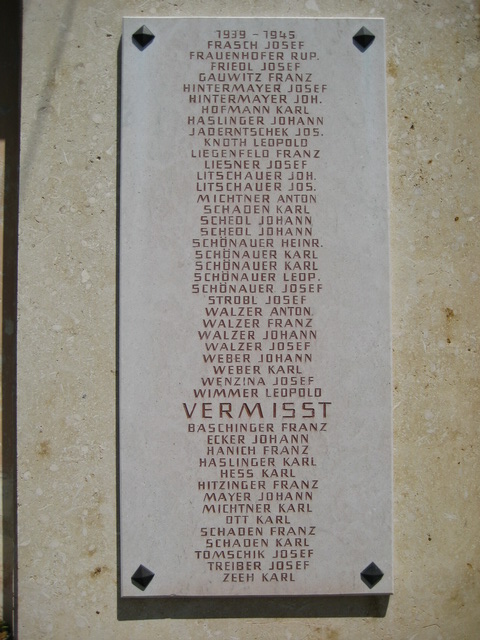 1939 - 1945
FRASCH JOSEF
FRAUENHOFER RUP.
FRIEDL JOSEF
GAUWITZ FRANZ
HINTERMAYER JOSEF
HINTERMAYER JOH.
HOFMANN KARL
HASLINGER JOHANN
JADERNTSCHEK JOS.
KNOTH LEOPOLD
LIEGENFELD FRANZ
LIESNER JOSEF
LITSCHAUER JOH.
LITSCHAUER JOS.
MICHTNER ANTON
SCHADEN KARL
SCHEDL JOHANN
SCHEDL JOHANN
SCHÖNAUER HEINR.
SCHÖNAUER KARL
SCHÖNAUER KARL
SCHÖNAUER LEOP.
SCHÖNAUER JOSEF
STROBL JOSEF
WALZER ANTON
WALZER FRANZ
WALZER JOHANN
WALZER JOSEF
WEBER JOHANN
WEBER KARL
WENZINA JOSEF
WIMMER LEOPOLD
VERMISST
BASCHINGER FRANZ
ECKER JOHANN
HANICH FRANZ
HASLINGER KARL
HESS KARL
HITZINGER FRANZ
MAYER JOHANN
MICHTNER KARL
OTT KARL
SCHADEN FRANZ
SCHADEN KARL
TOMSCHIK JOSEF
TREIBER JOSEF
ZEEH KARL